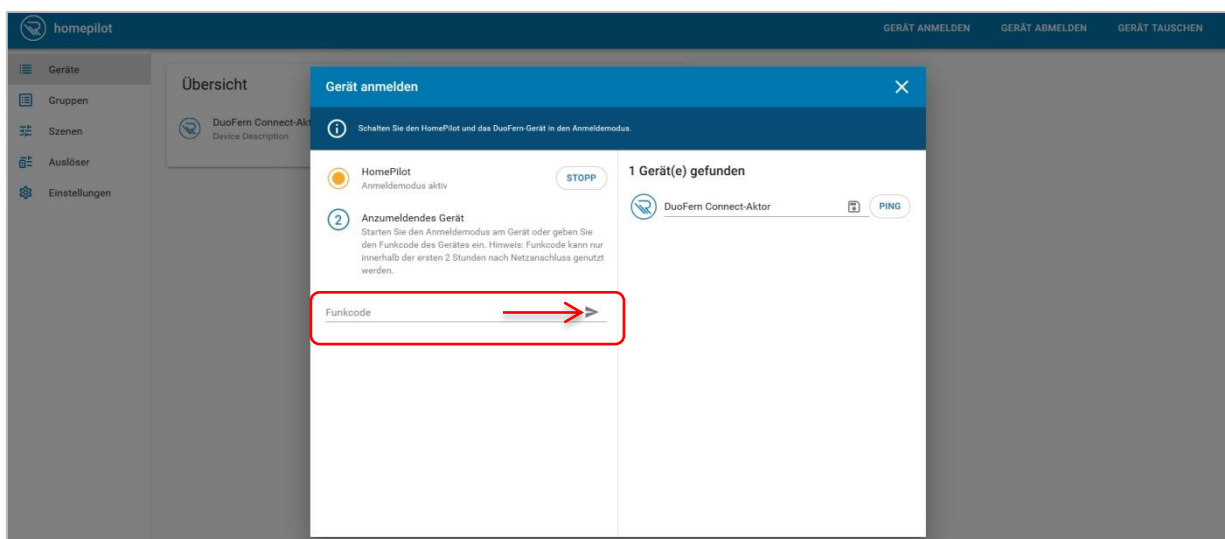 homepilot
GERÄT ANMELDEN
GERÄT ABMELDEN
GERÄT TAUSCHEN
Geräte
Gruppen
Szenen
Auslöser
Einstellungen
Übersicht
DuoFern Connect-Akt
Device Description
Gerät anmelden
Schalten Sie den HomePilot und das DuoFern-Gerät in den Anmeldemodus.
HomePilot
Anmeldemodus aktiv
STOPP
2
Anzumeldendes Gerät
Starten Sie den Anmeldemodus am Gerät oder geben Sie
den Funkcode des Gerätes ein. Hinweis: Funkcode kann nur
innerhalb der ersten 2 Stunden nach Netzanschluss genutzt
werden.
Funkcode
1 Gerät(e) gefunden
DuoFern Connect-Aktor
PING